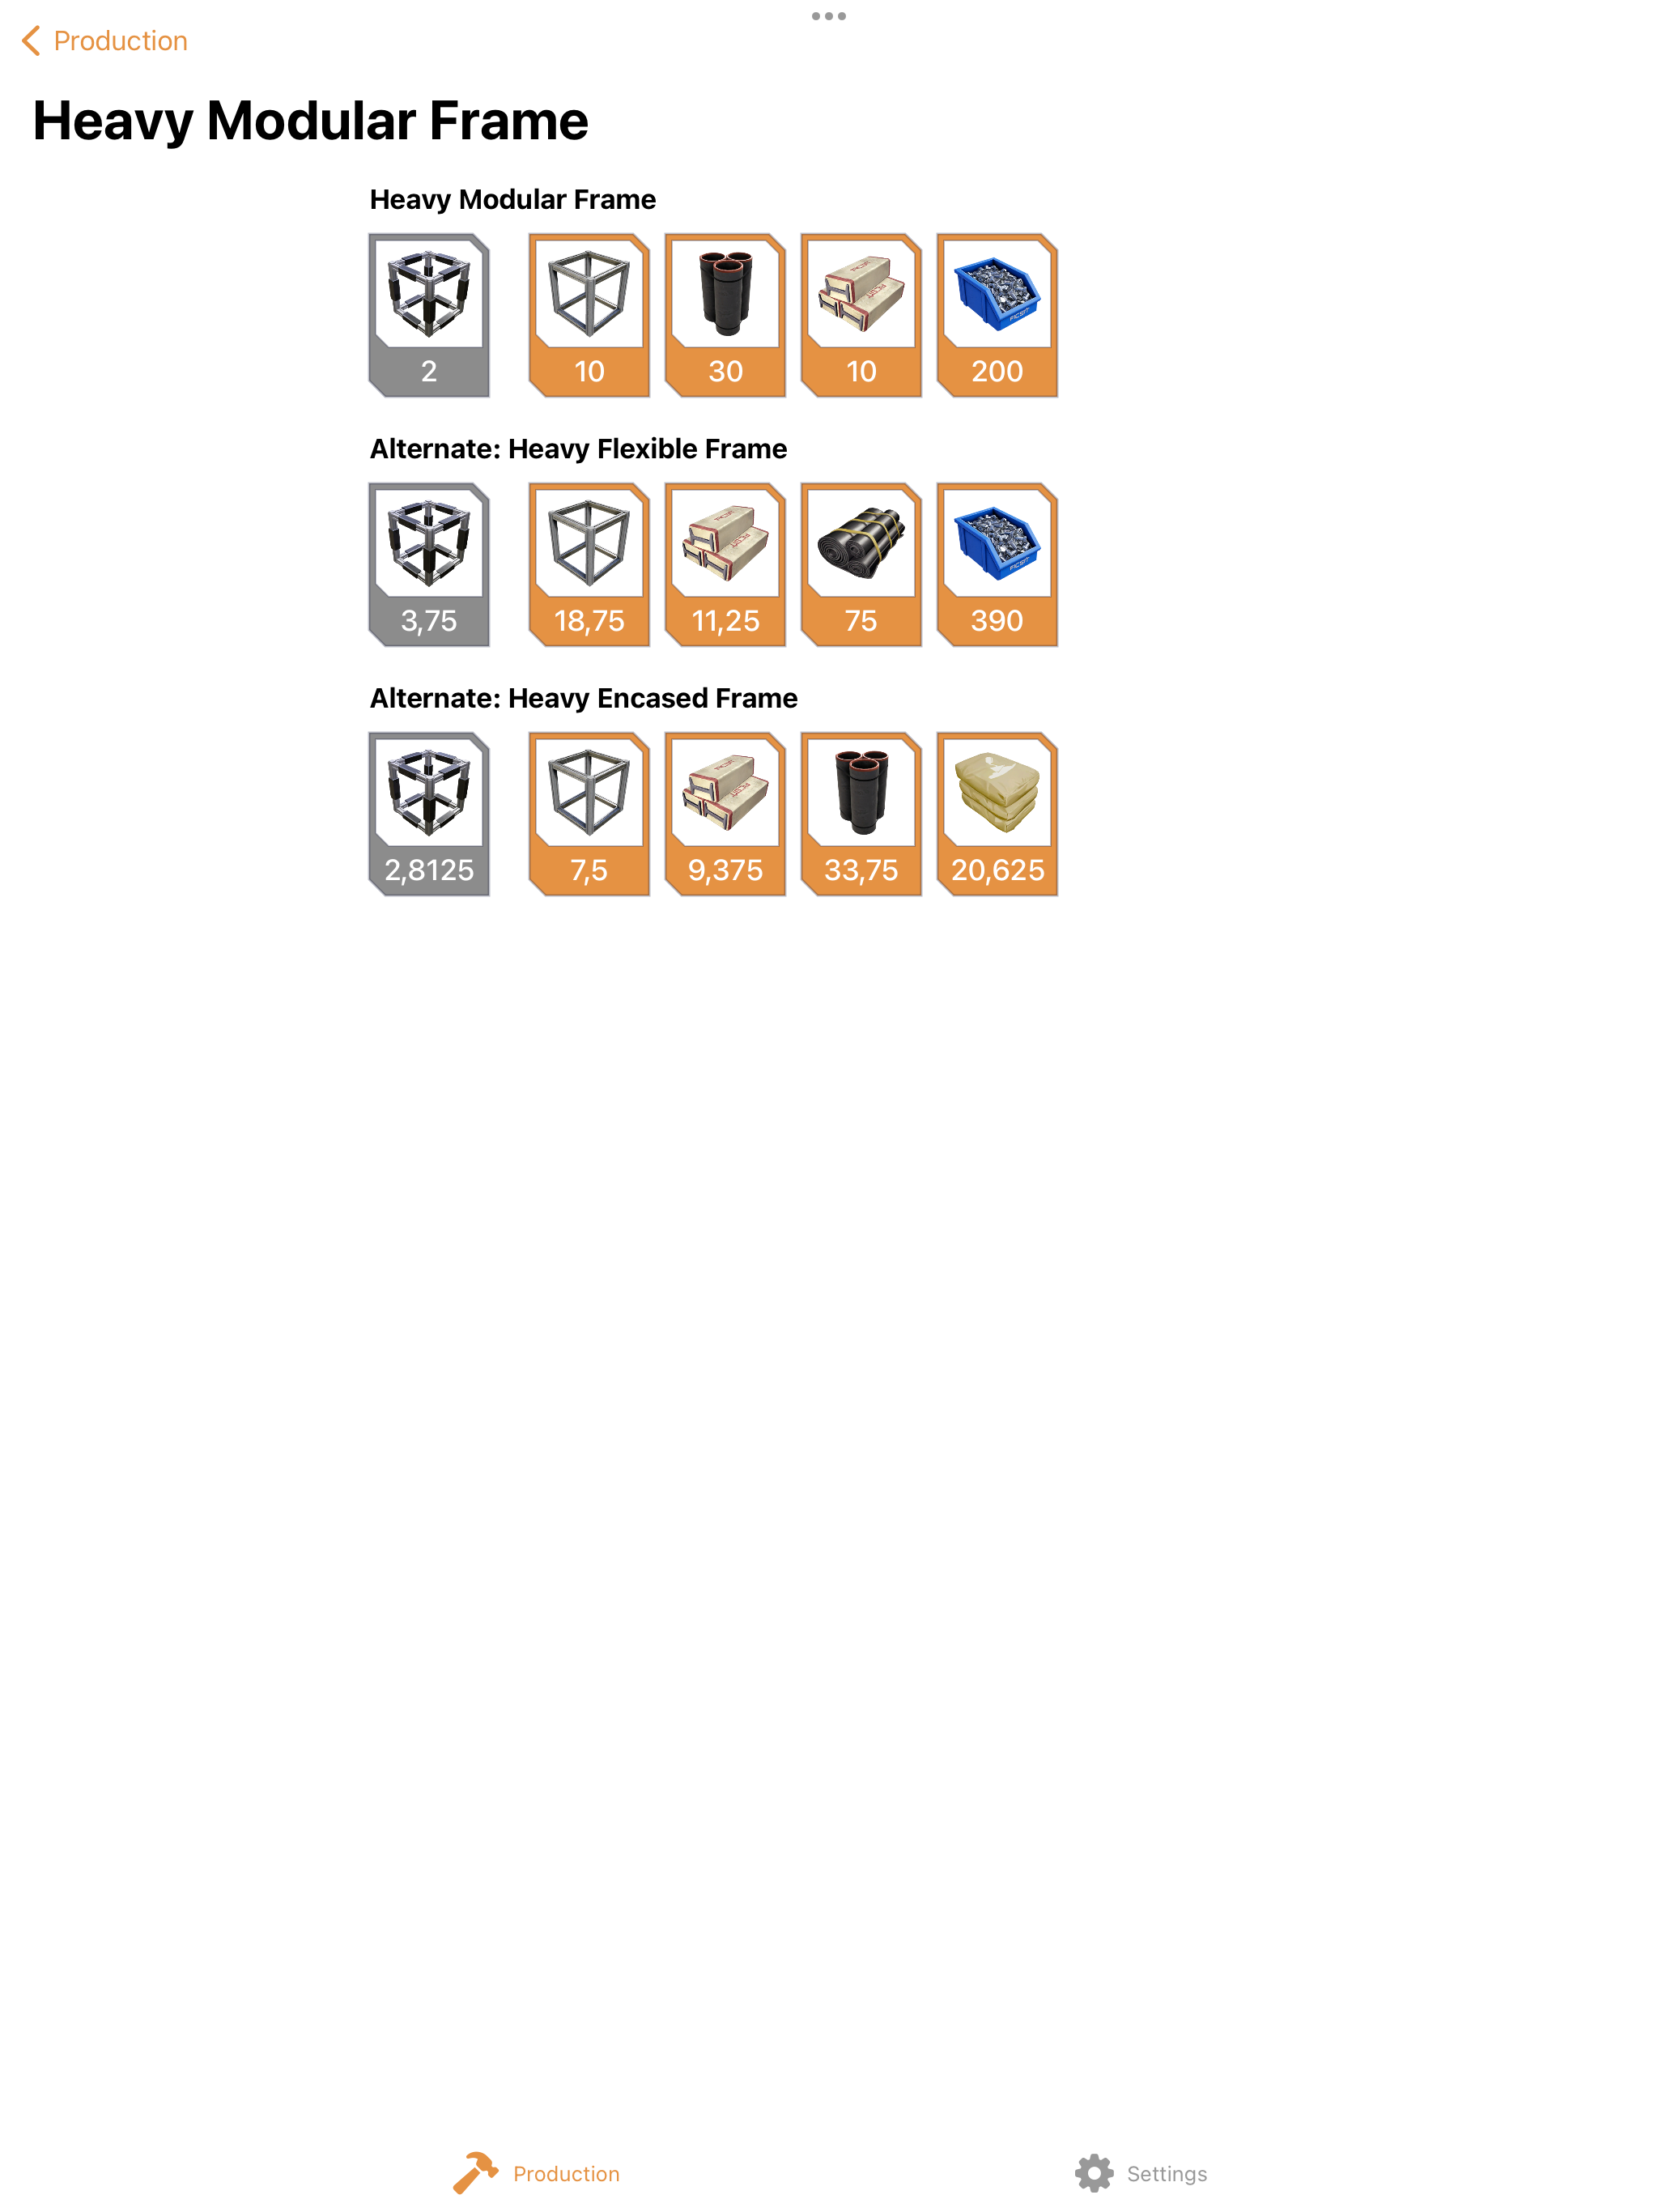 Production
Heavy Modular Frame
Heavy Modular Frame
2 10 30 10 200
Alternate: Heavy Flexible Frame
3,75 18,75 11,25 75 390
Alternate: Heavy Encased Frame
2,8125 7,5 9,375 33,75 20,625
Production Settings